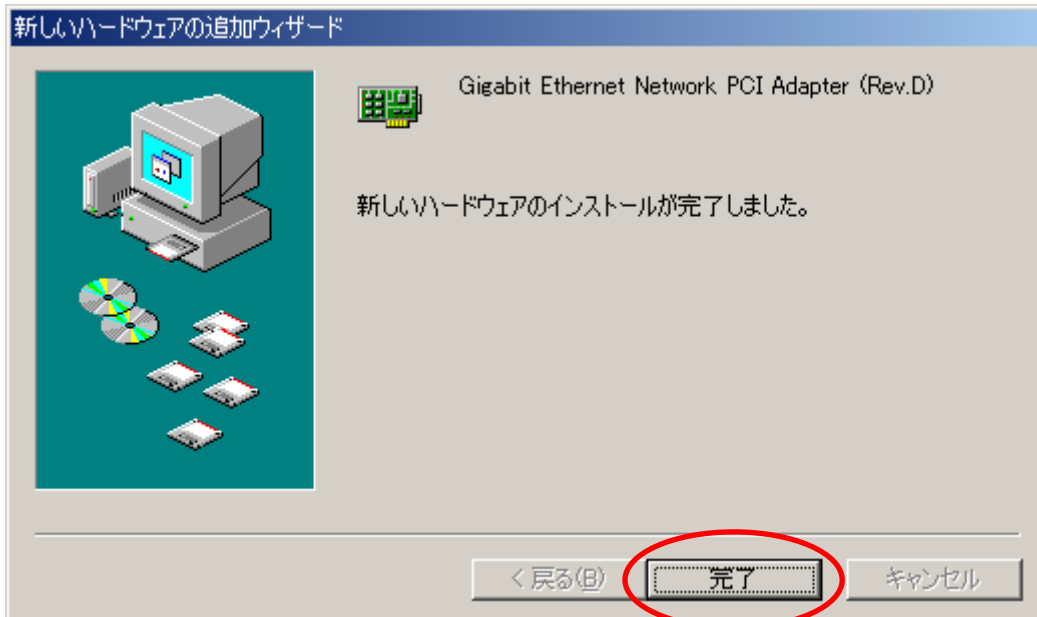 新しいハードウェアの追加ウィザード
Gigabit Ethernet Network PCI Adapter (Rev.D)
新しいハードウェアのインストールが完了しました。
< 戻る(B)
完了
キャンセル